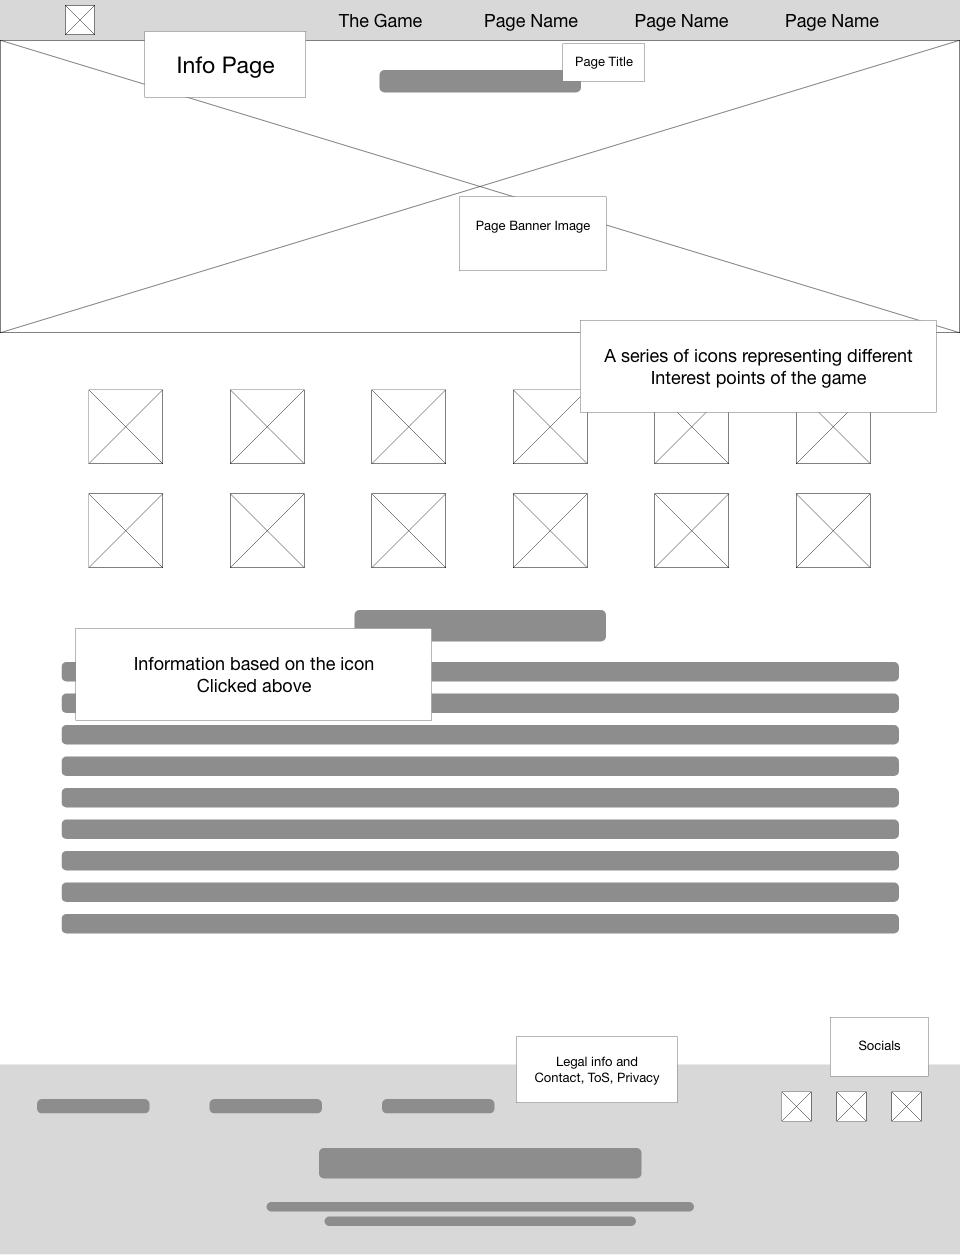 The Game
Page Name
Page Name
Page Name
Info Page
Page Title
Page Banner Image
A series of icons representing different
Interest points of the game
Information based on the icon
Clicked above
Legal info and
Contact, ToS, Privacy
Socials